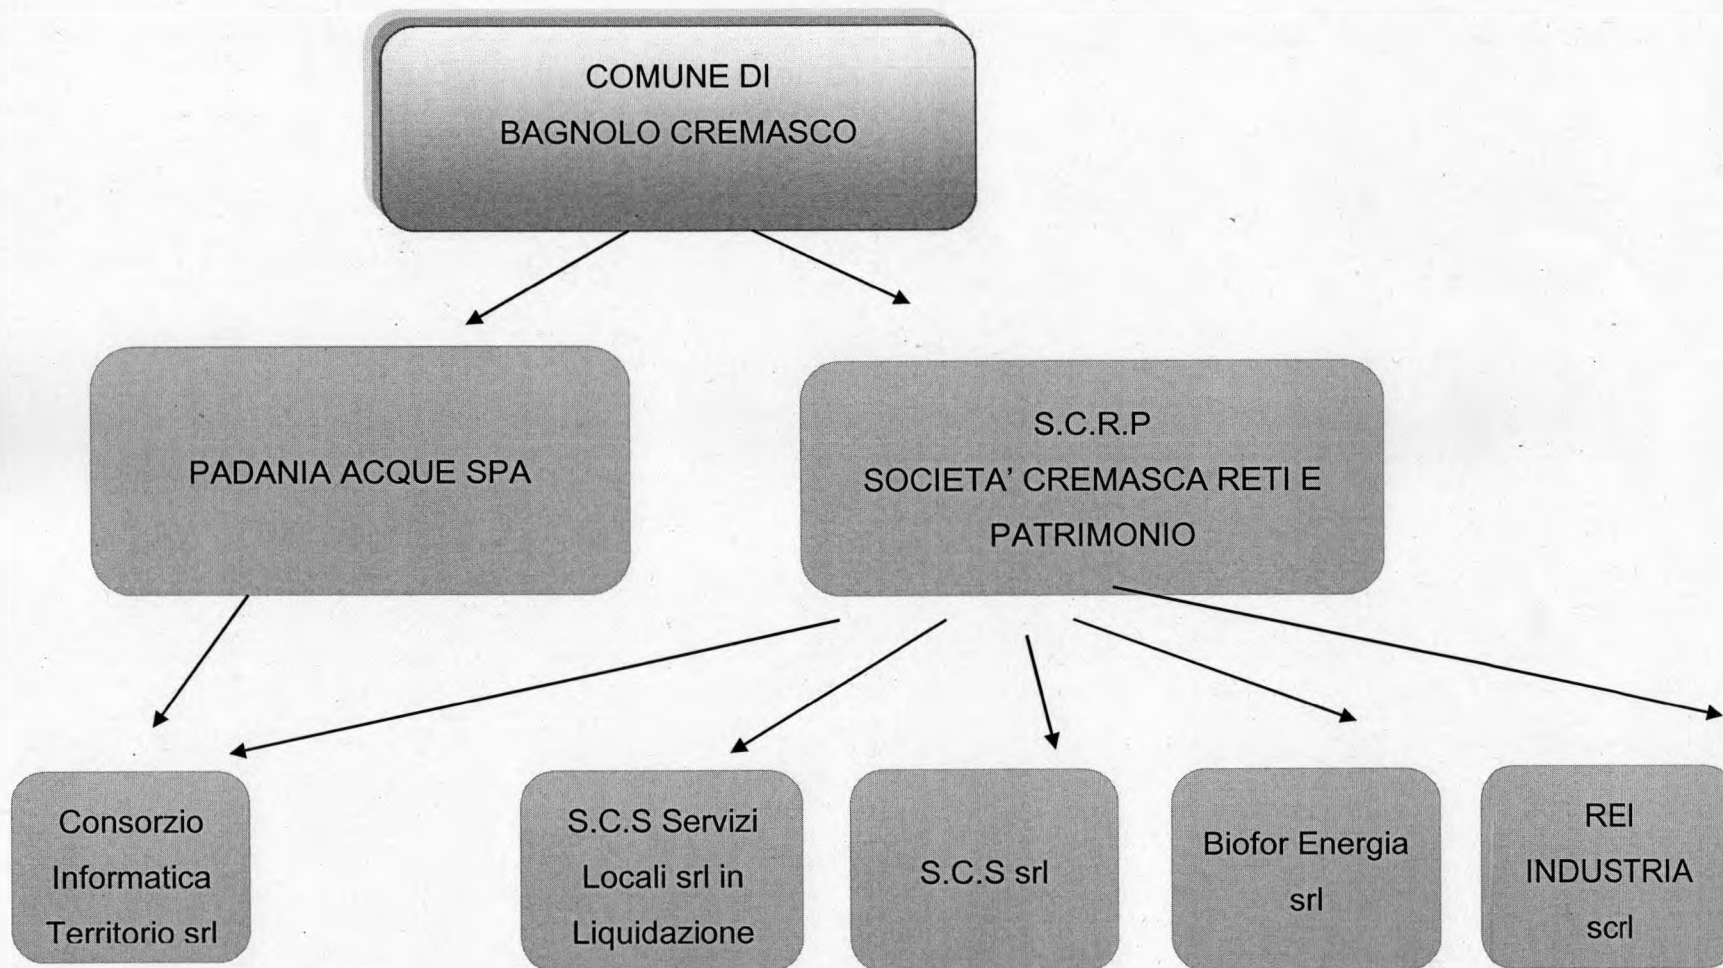 COMUNE DI
BAGNOLO CREMASCO
PADANIA ACQUE SPA
S.C.R.P
SOCIETA’ CREMASCA RETI E
PATRIMONIO
Consorzio
Informatica
Territorio srl
S.C.S Servizi
Locali srl in
Liquidazione
S.C.S srl
Biofor Energia
srl
REI
INDUSTRIA
scrl